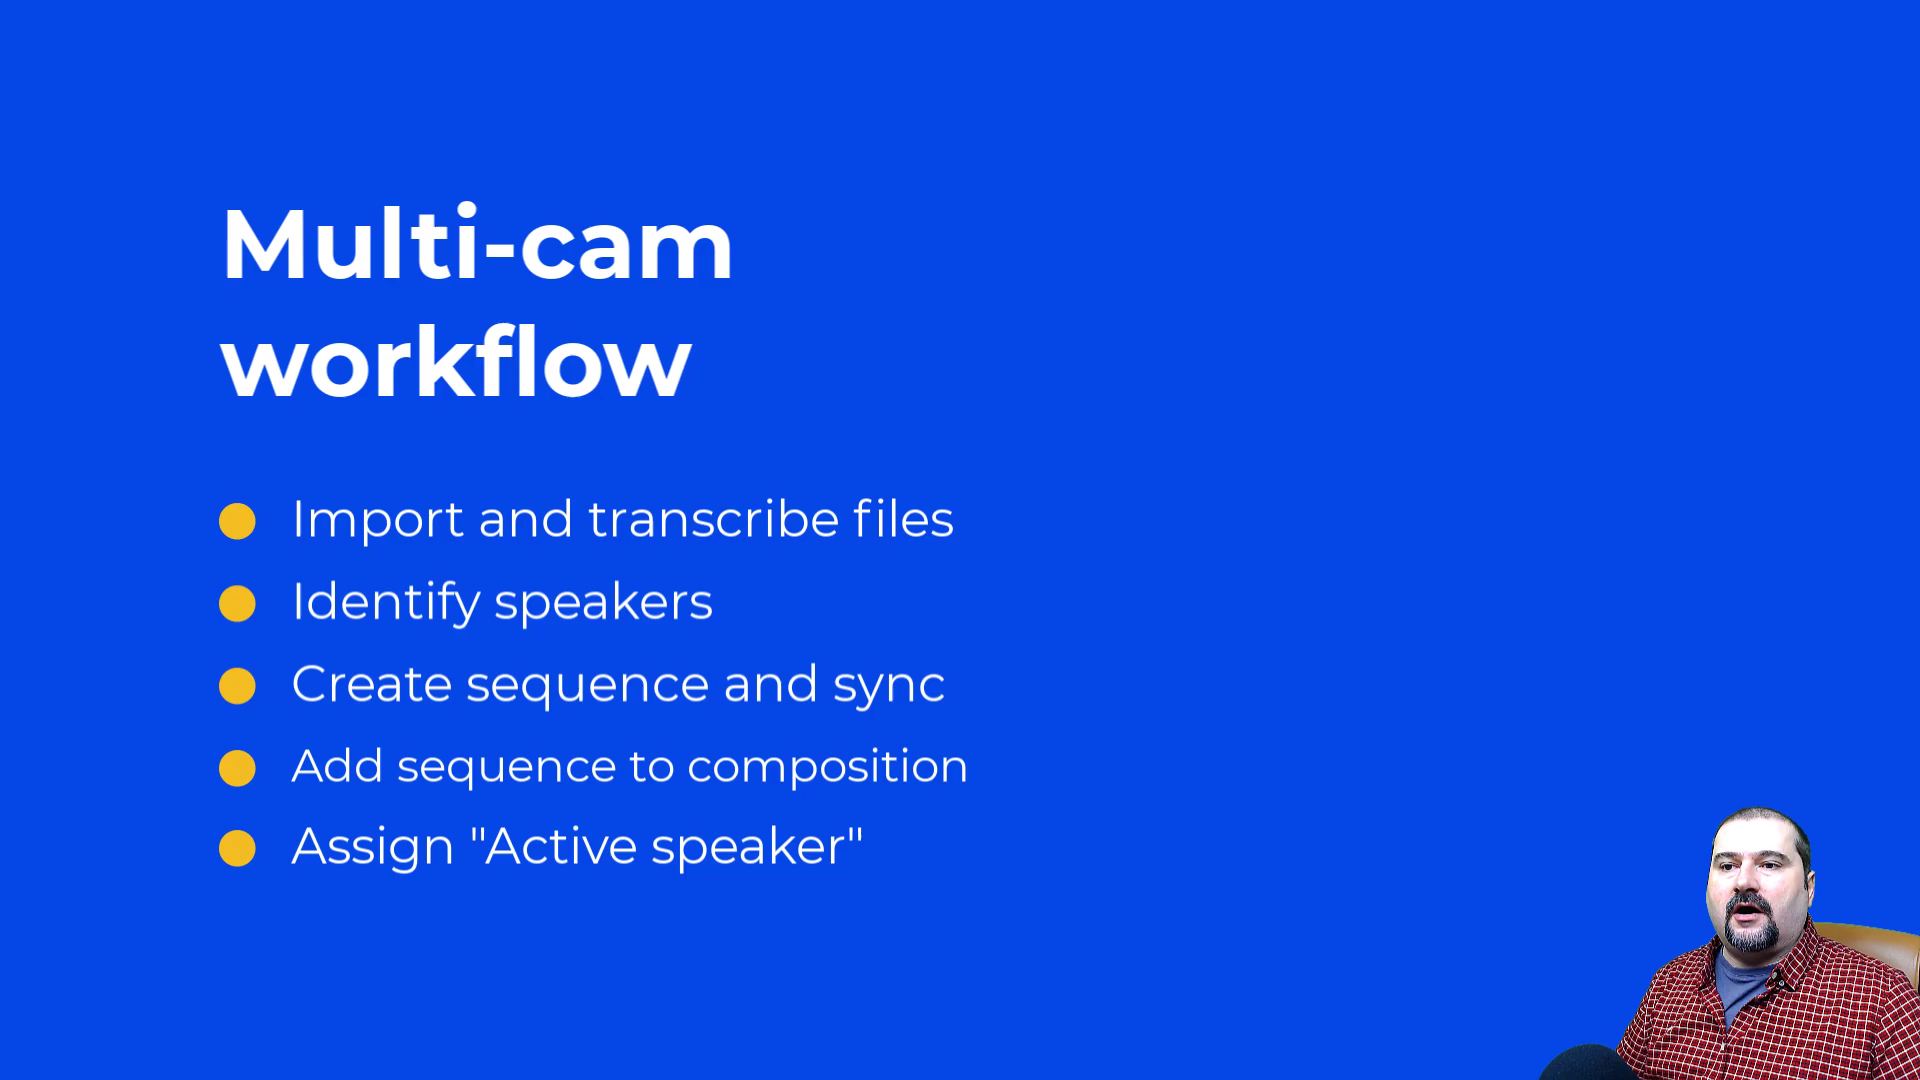 Multi-cam
workflow
Import and transcribe files
Identify speakers
Create sequence and sync
Add sequence to composition
Assign "Active speaker"